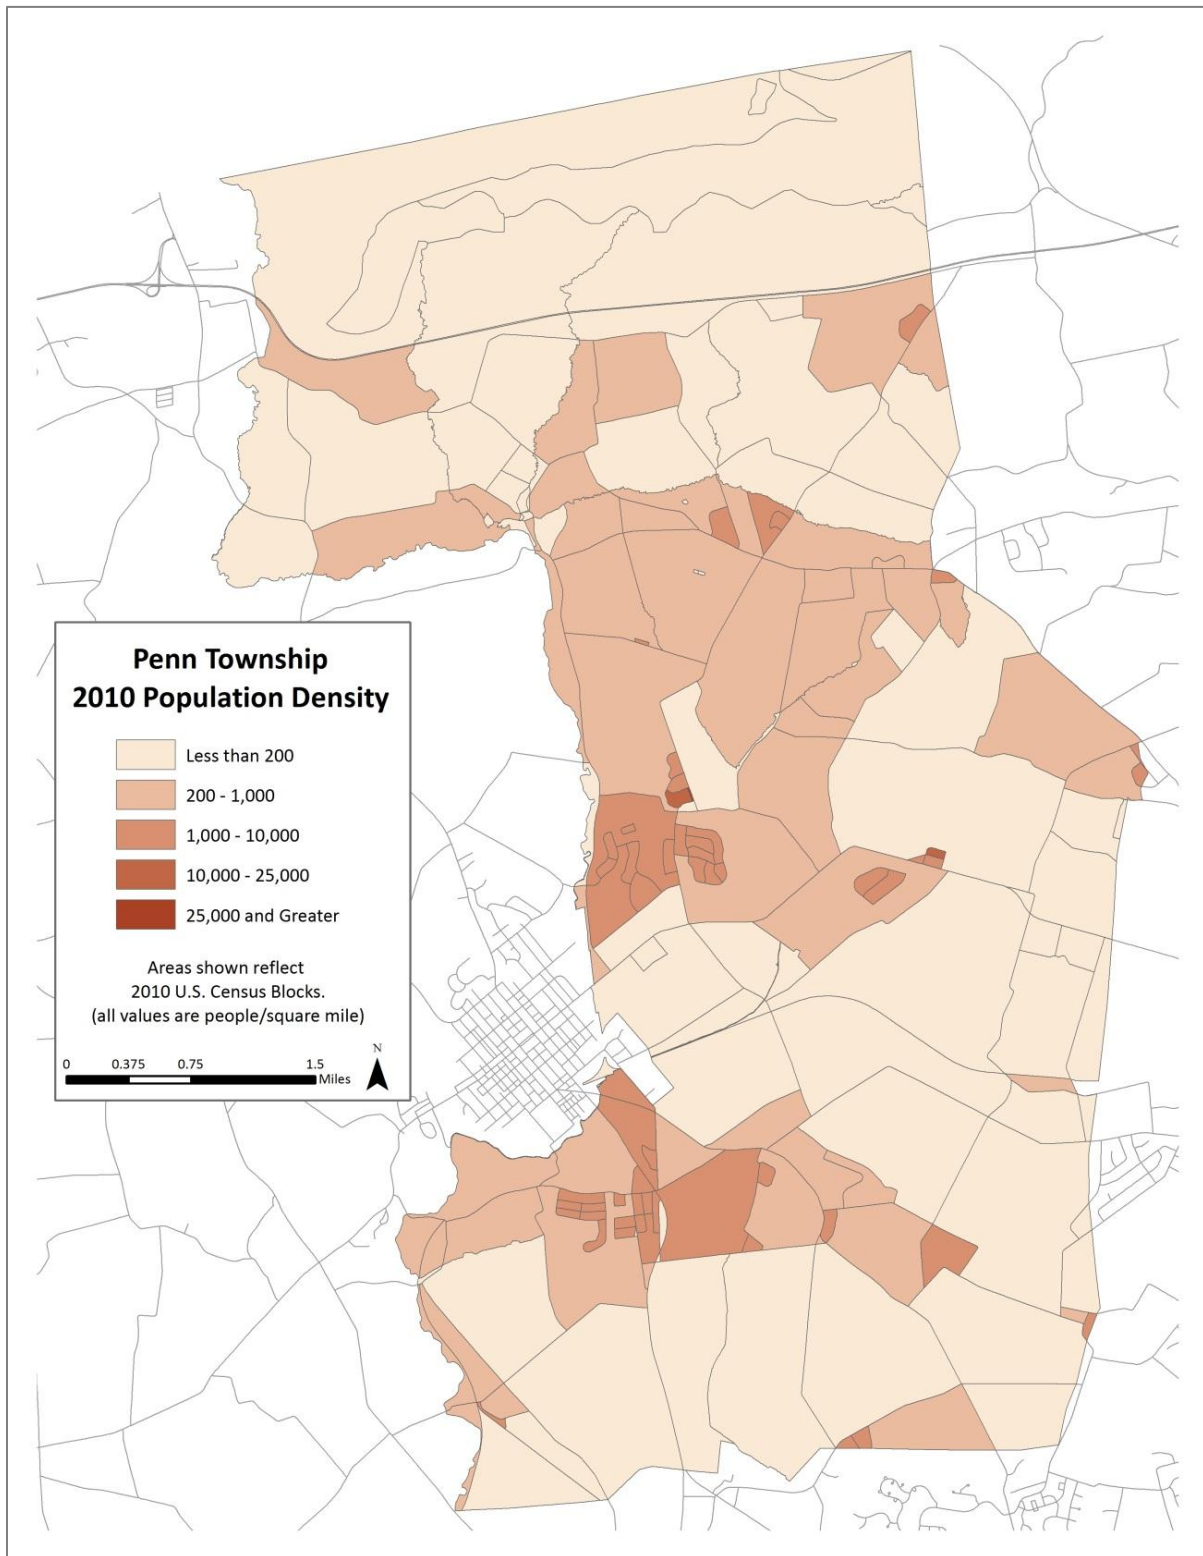 Penn Township
2010 Population Density
Less than 200
200 - 1,000
1,000 - 10,000
10,000 - 25,000
25,000 and Greater
Areas shown reflect
2010 U.S. Census Blocks.
(all values are people/square mile)
N
0 0.375 0.75 1.5
Miles